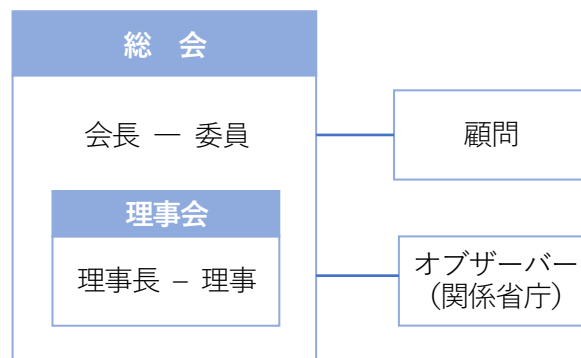 総　会
会長 ― 委員
顧問
理事会
理事長 – 理事
オブザーバー
（関係省庁）